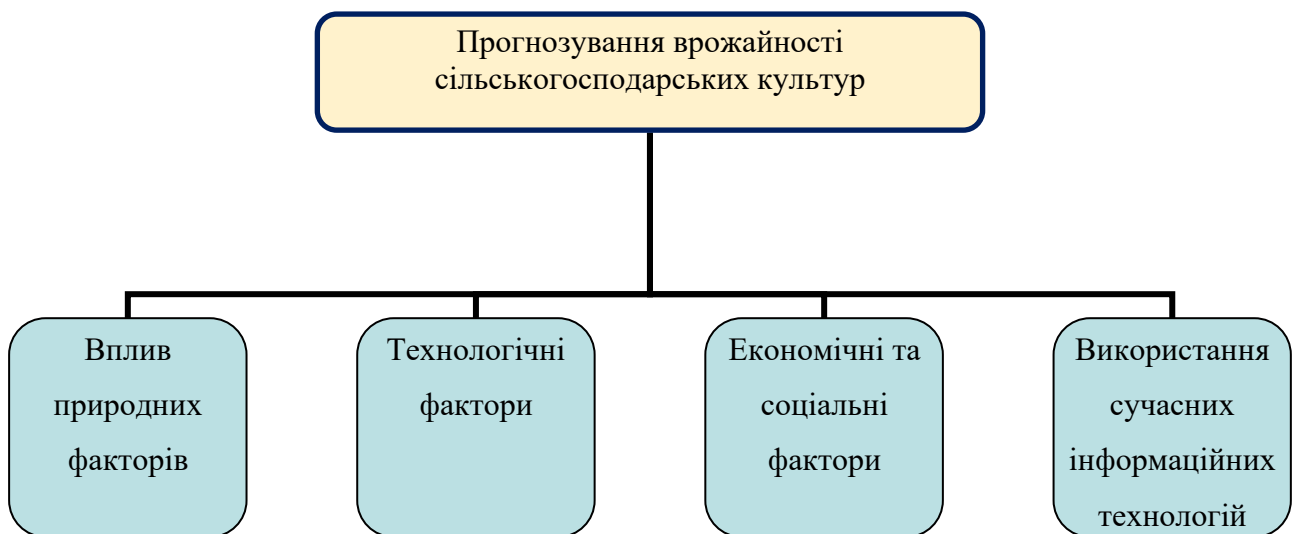 Прогнозування врожайності
сільськогосподарських культур
Вплив
природних
факторів
Технологічні
фактори
Економічні та
соціальні
фактори
Використання
сучасних
інформаційних
технологій